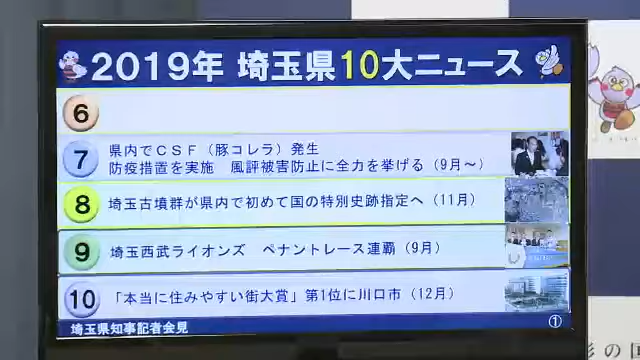 2019年 埼玉県10大ニュース
6
7 県内でCSF（豚コレラ）発生
防疫措置を実施　風評被害防止に全力を挙げる（9月～）
8 埼玉古墳群が県内で初めて国の特別史跡指定へ（11月）
9 埼玉西武ライオンズ　ペナントレース連覇（9月）
10 「本当に住みやすい街大賞」第1位に川口市（12月）
埼玉県知事記者会見 ①
の国